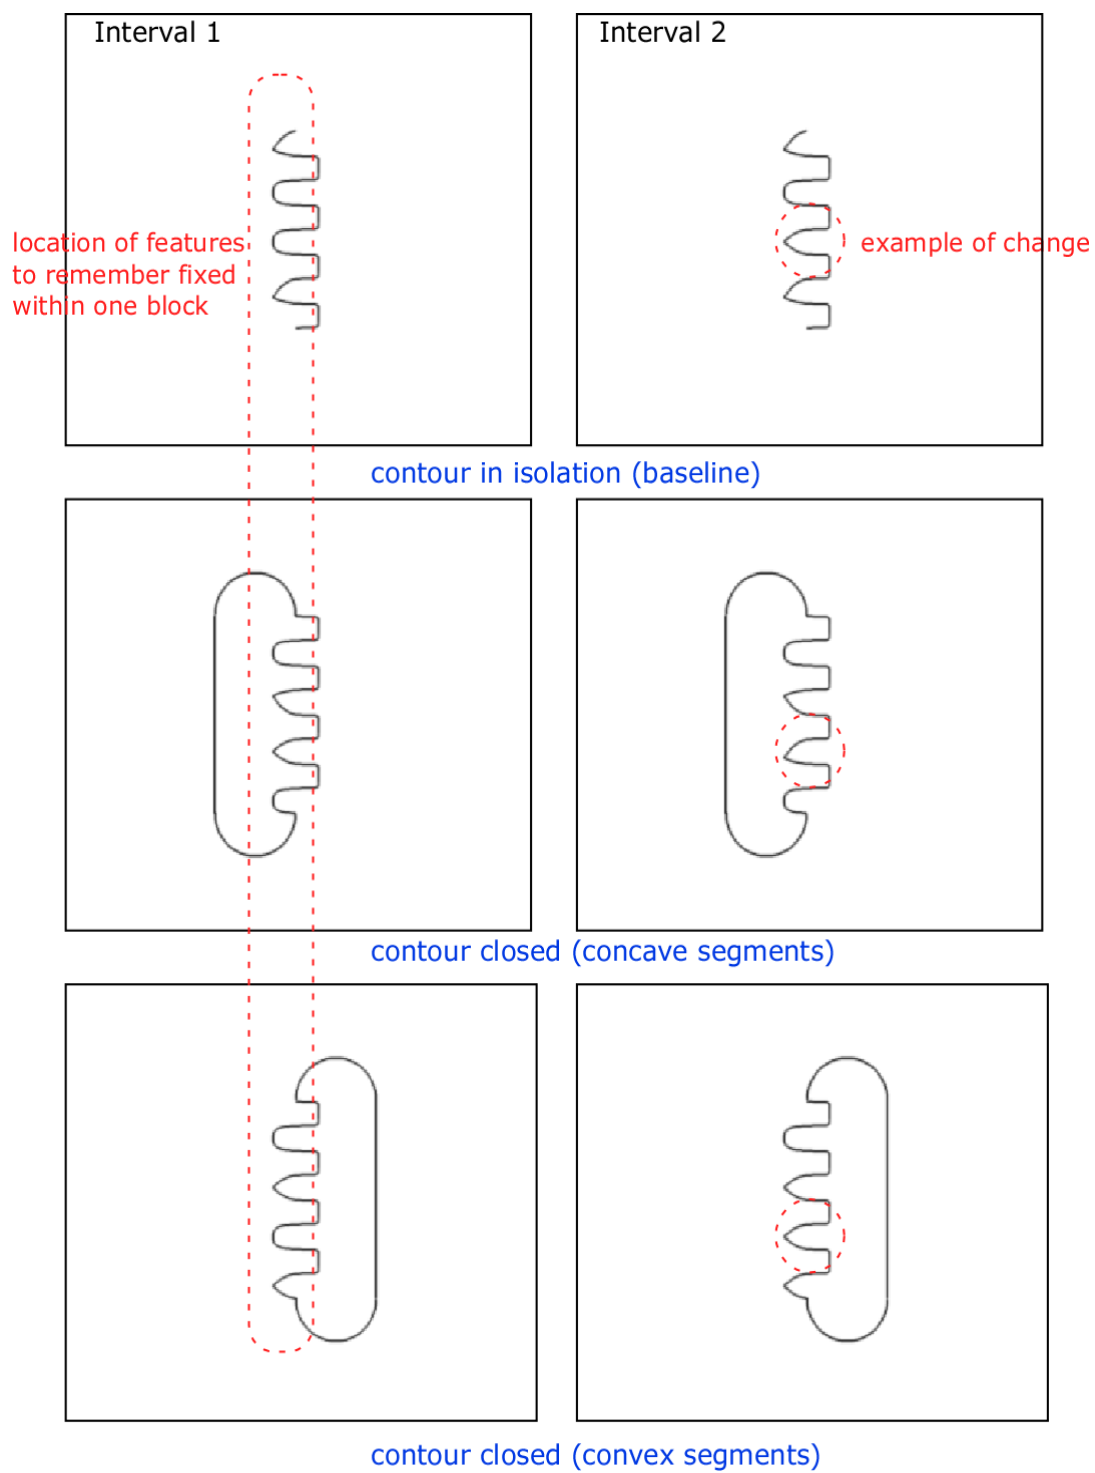 Interval 1
Interval 2
location of features
to remember fixed
within one block
example of change
contour in isolation (baseline)
contour closed (concave segments)
contour closed (convex segments)